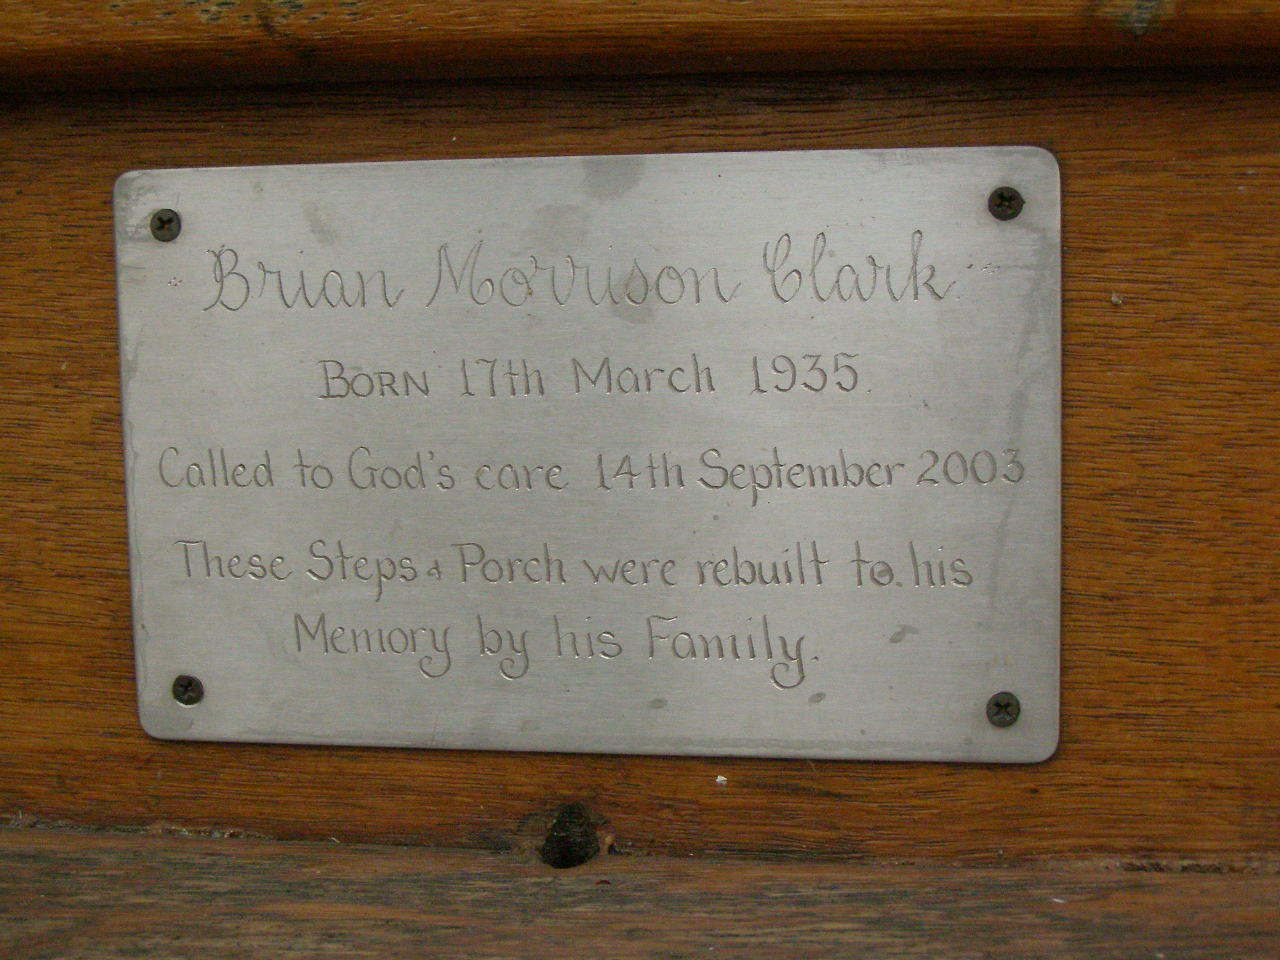 Brian Morrison Clark
BORN 17th March 1935.
Called to God's care 14th September 2003
These Steps & Porch were rebuilt to his
Memory by his Family.